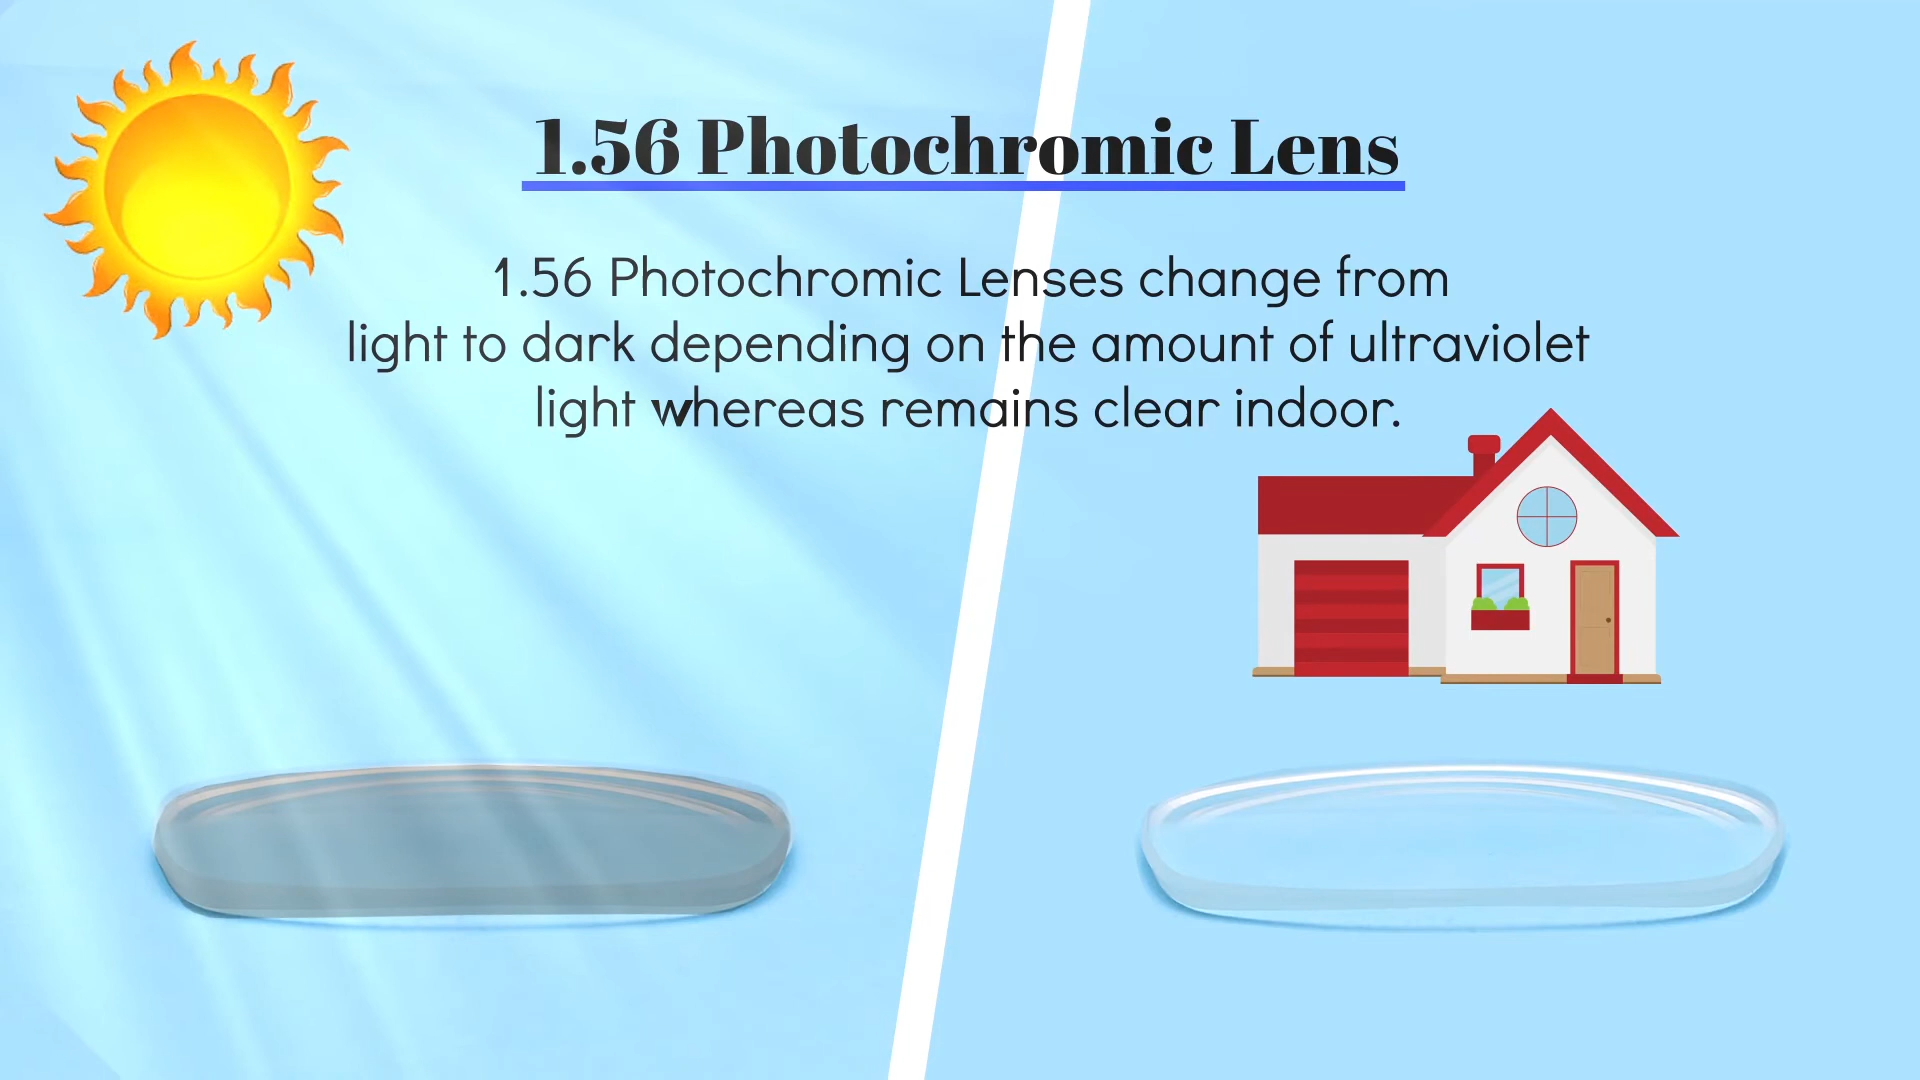 1.56 Photochromic Lens
1.56 Photochromic Lenses change from
light to dark depending on the amount of ultraviolet
light whereas remains clear indoor.